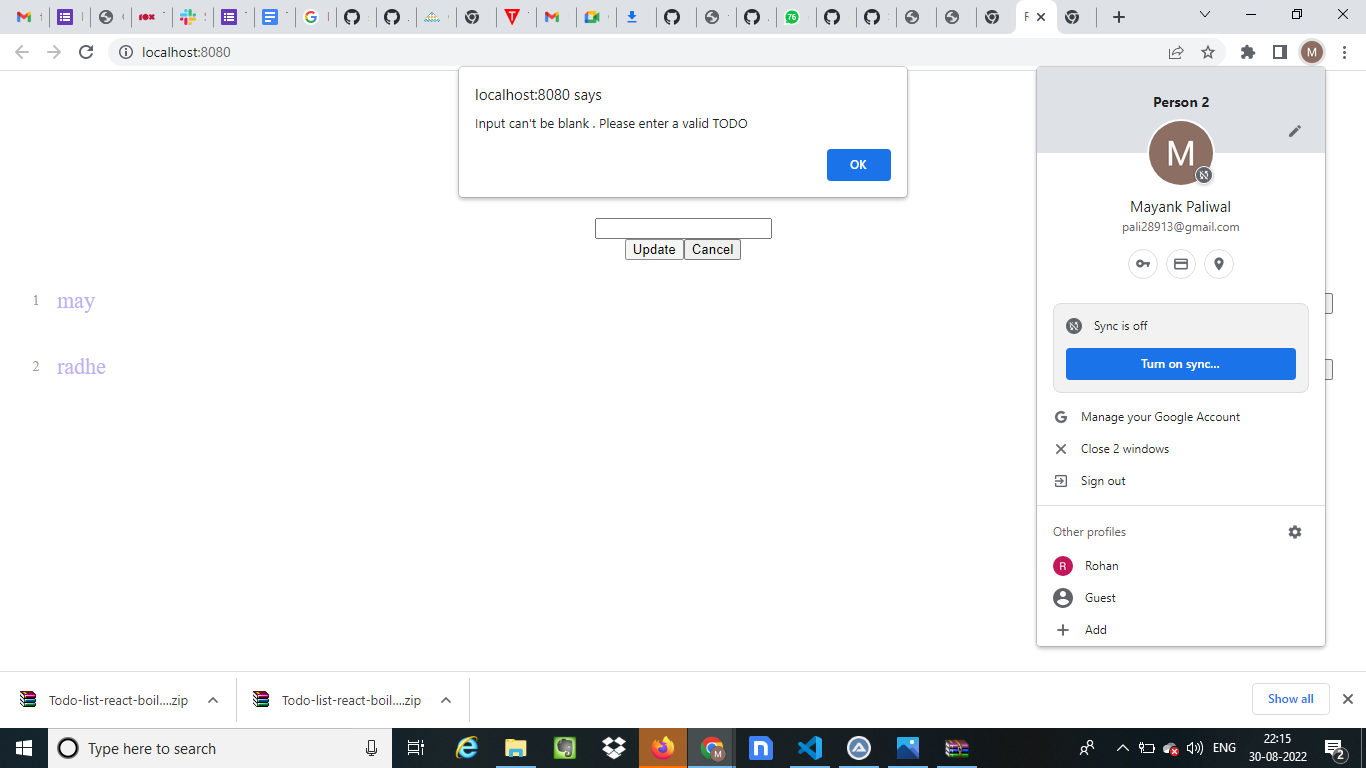 localhost:8080
M
localhost:8080 says
Input can't be blank . Please enter a valid TODO
OK
Update
Cancel
1 may
2 radhe
Person 2
M
Mayank Paliwal
pali28913@gmail.com
Sync is off
Turn on sync...
Manage your Google Account
Close 2 windows
Sign out
Other profiles
R Rohan
Guest
Add
Todo-list-react-boil....zip
Todo-list-react-boil....zip
Show all
Type here to search
ENG
22:15
30-08-2022
2